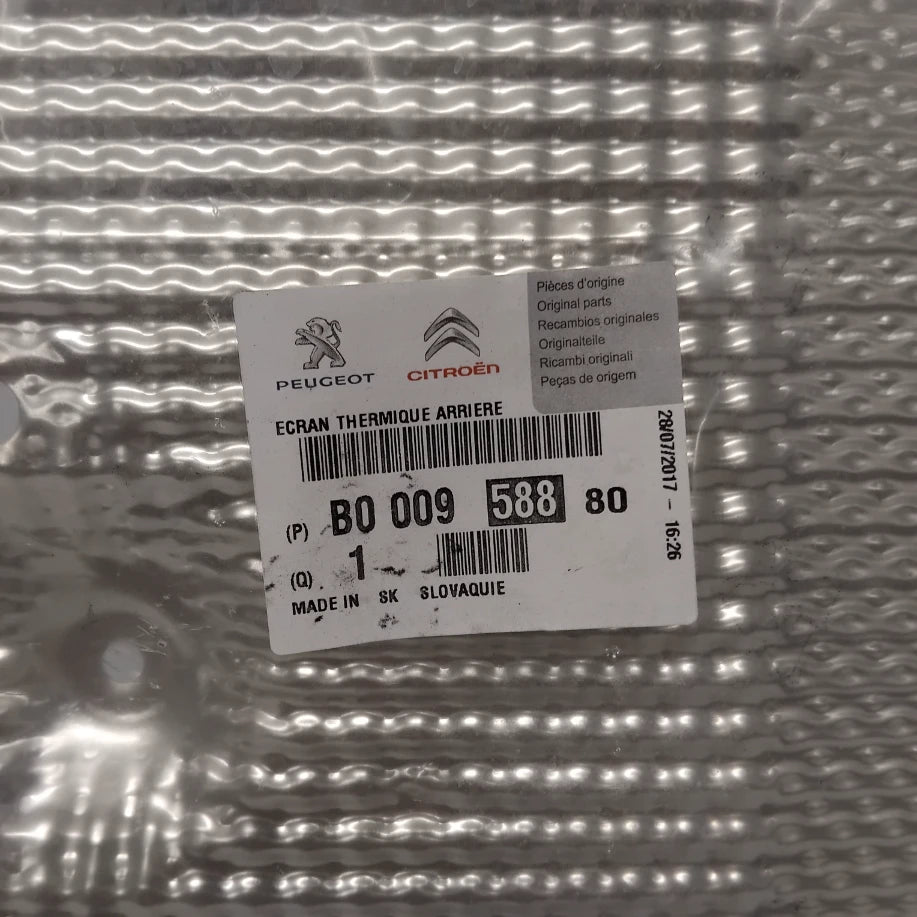 PEUGEOT
CITROËN
Pièces d'origine
Original parts
Recambios originales
Originalteile
Ricambi originali
Peças de origem
ECRAN THERMIQUE ARRIERE
(P) B0 009 588 80
(Q) 1
MADE IN SK SLOVAQUIE
28/07/2017 - 16:26